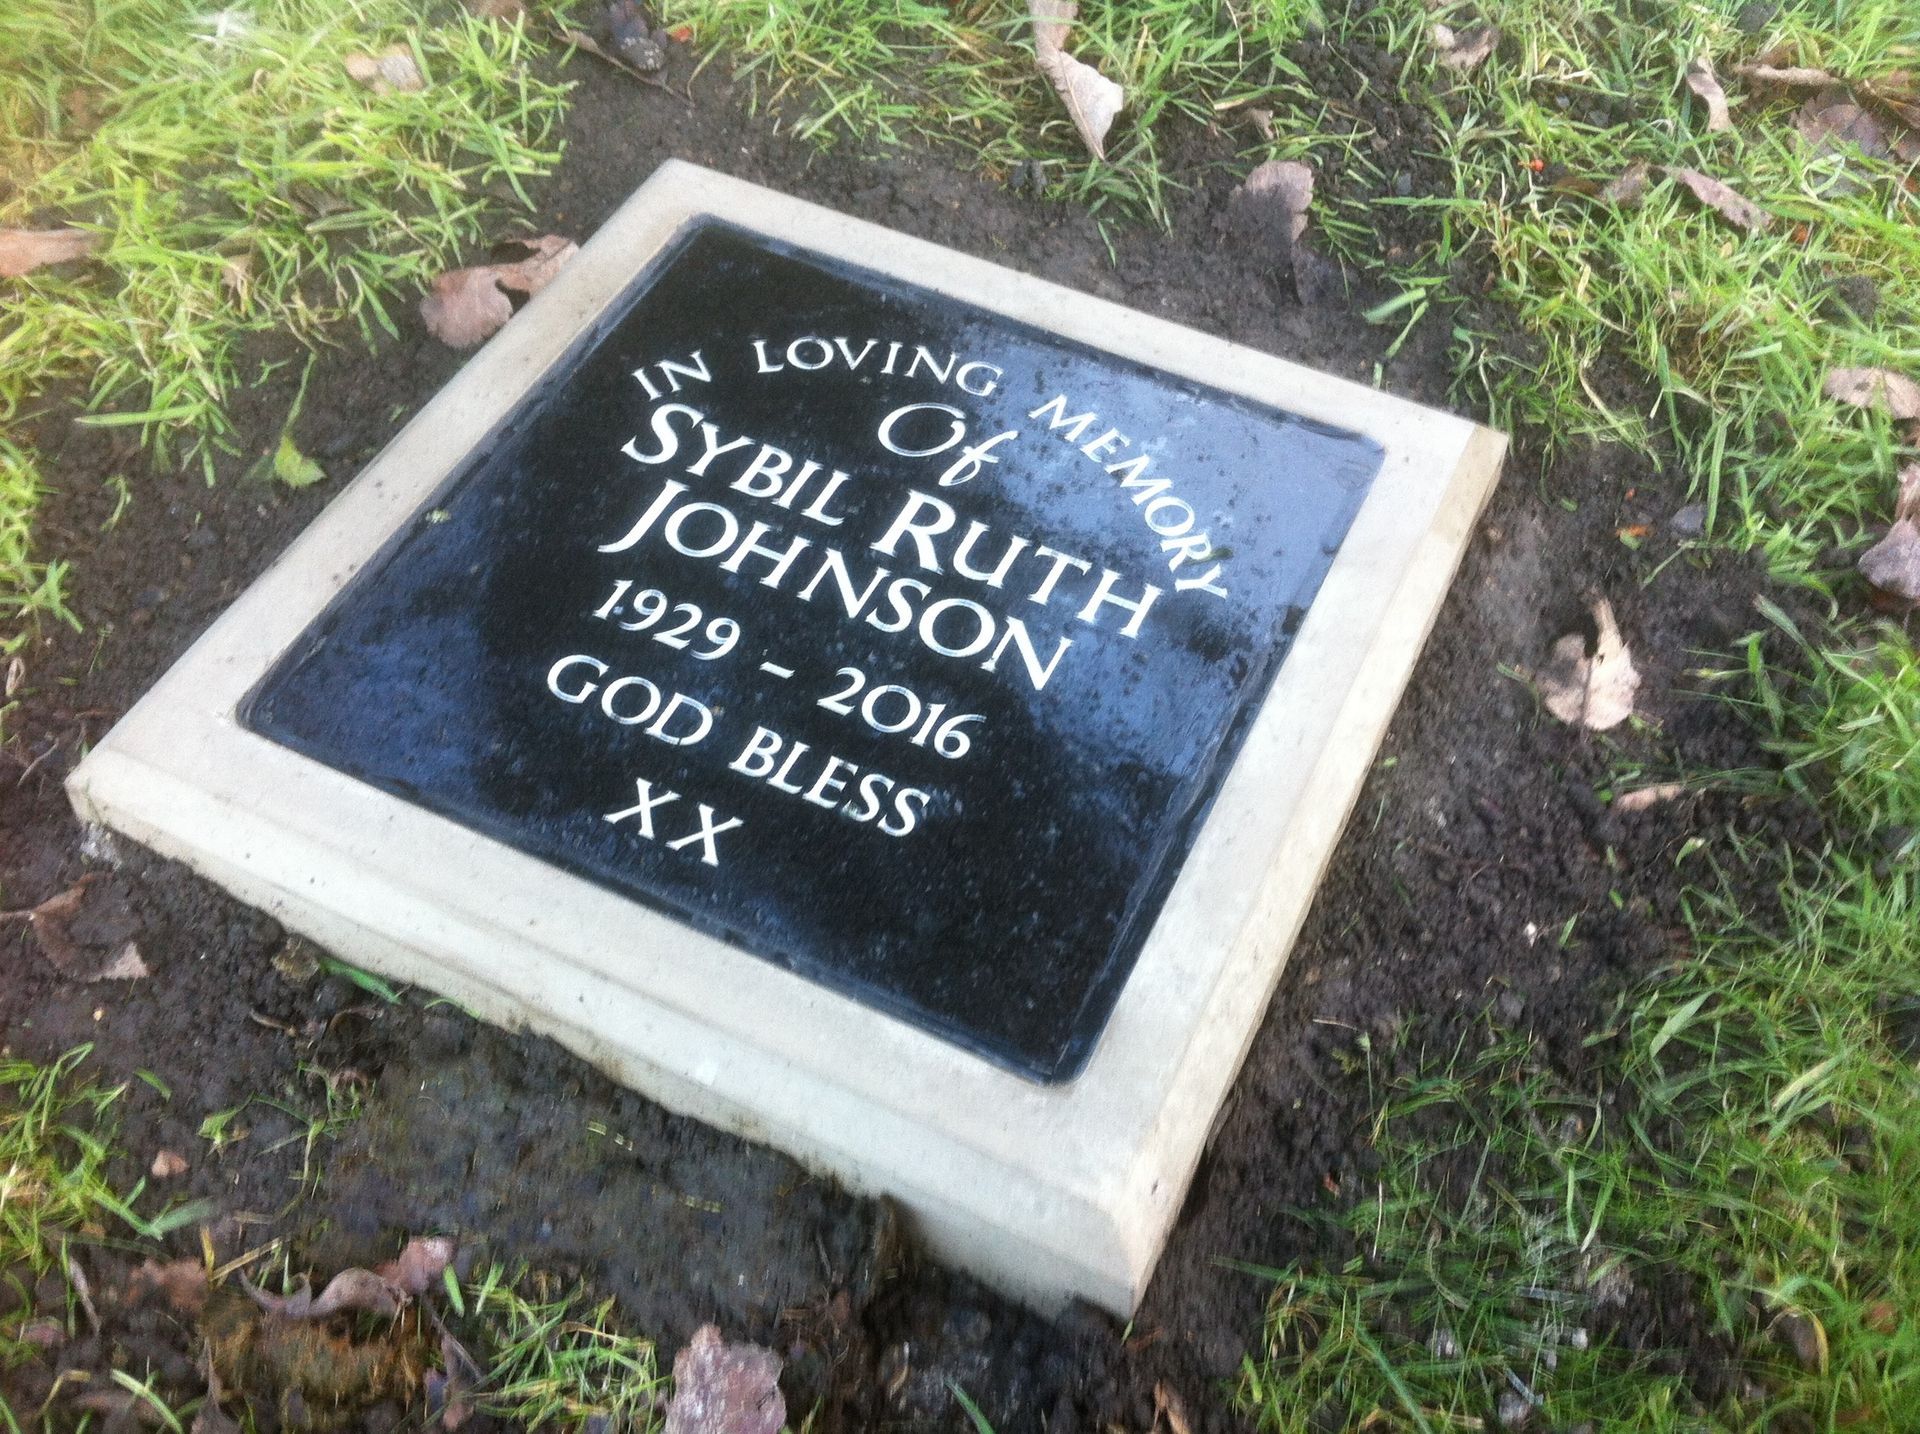 IN LOVING MEMORY
Of
SYBIL RUTH
JOHNSON
1929 - 2016
GOD BLESS
XX